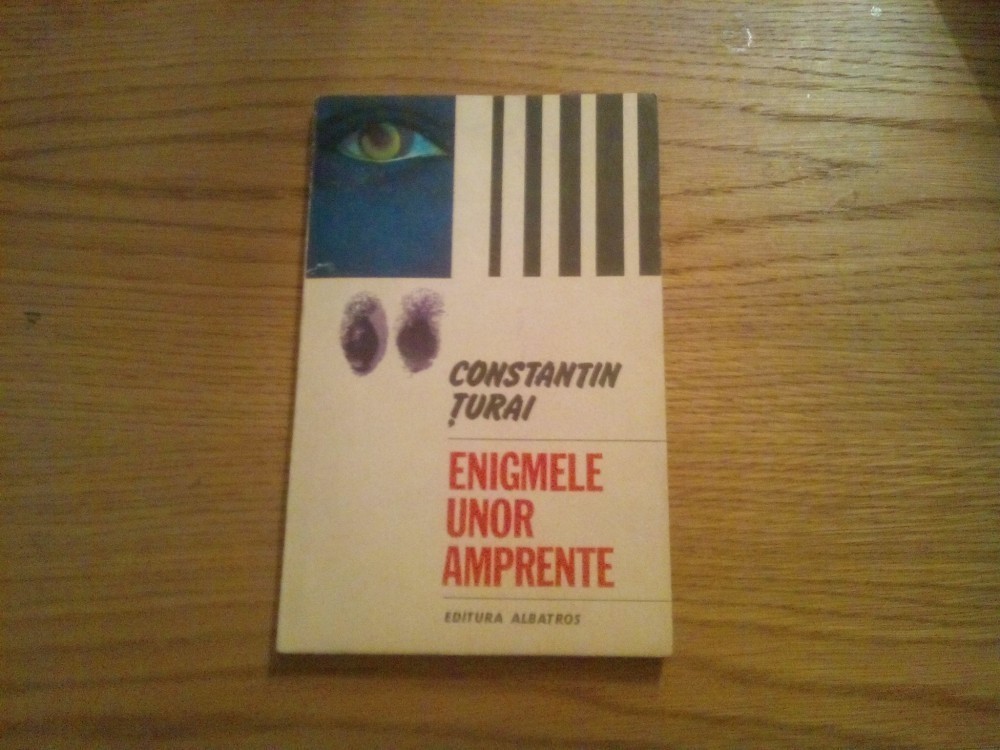 CONSTANTIN
ȚURAI
ENIGMELE
UNOR
AMPRENTE
EDITURA ALBATROS